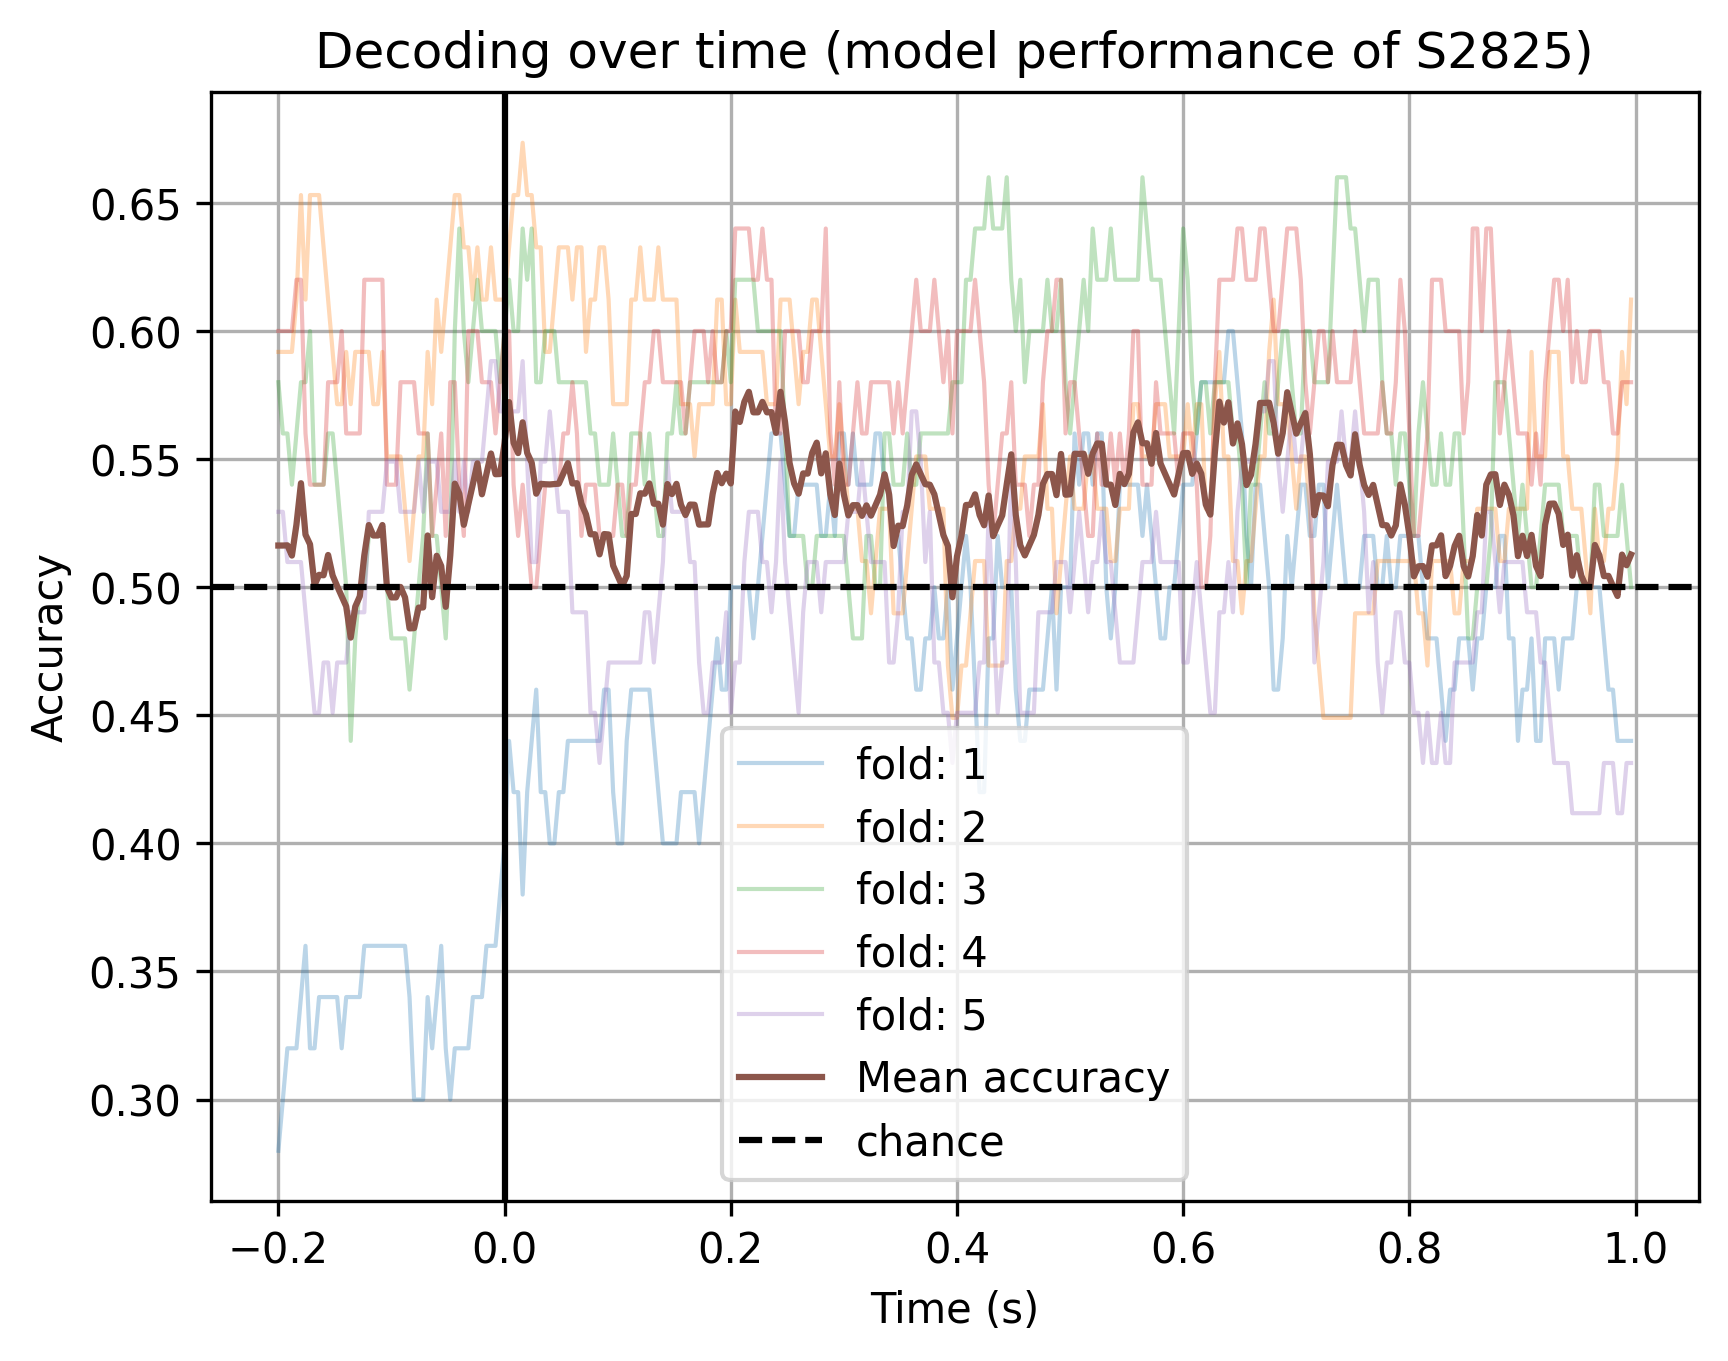 Decoding over time (model performance of S2825)
Accuracy
0.65
0.60
0.55
0.50
0.45
0.40
0.35
0.30
fold: 1
fold: 2
fold: 3
fold: 4
fold: 5
Mean accuracy
chance
−0.2 0.0 0.2 0.4 0.6 0.8 1.0
Time (s)